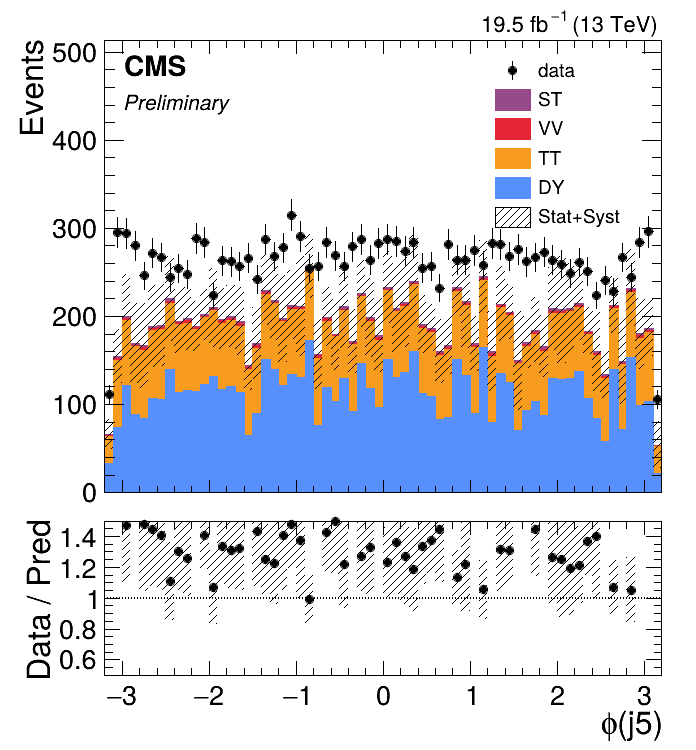 19.5 fb⁻¹ (13 TeV)
CMS
Preliminary
data
ST
VV
TT
DY
Stat+Syst
Events
500
400
300
200
100
0
Data / Pred
1.4
1.2
1
0.8
0.6
−3 −2 −1 0 1 2 3
ϕ(j5)